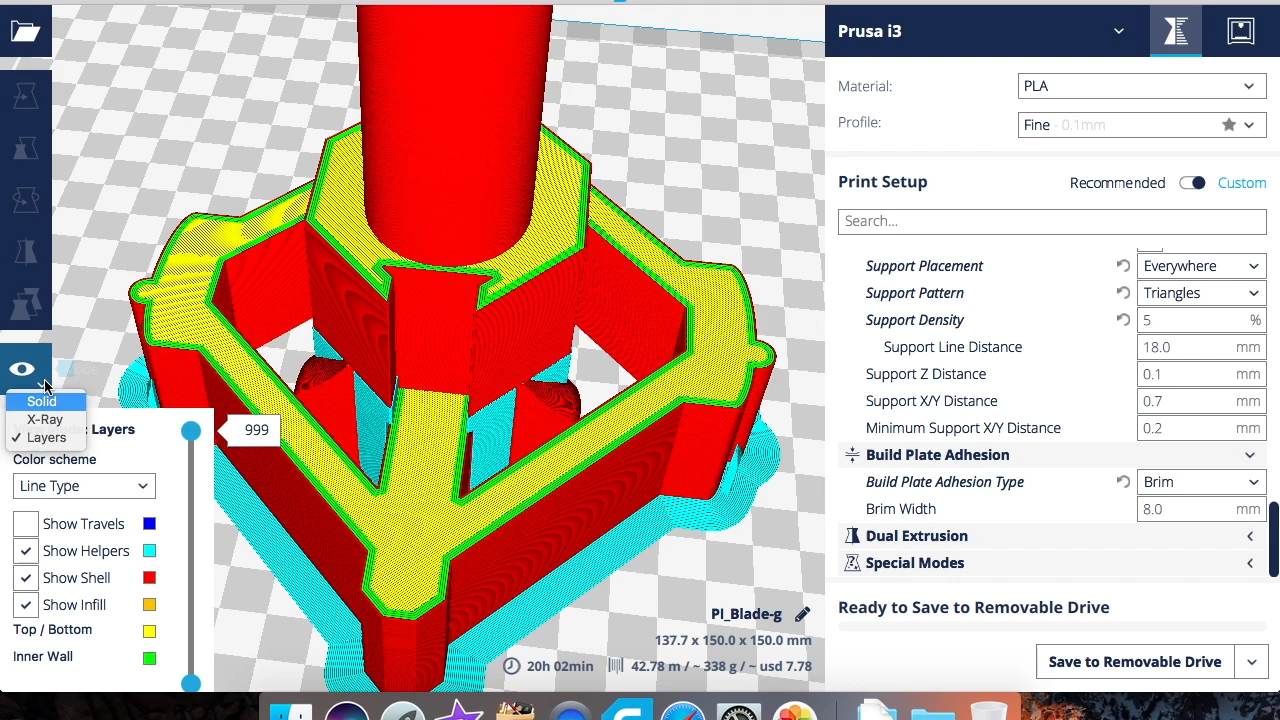 Prusa i3
Material:
PLA
Profile:
Fine - 0.1mm
Print Setup
Recommended
Custom
Search...
Support Placement
Everywhere
Support Pattern
Triangles
Support Density
5 %
Support Line Distance
18.0 mm
Support Z Distance
0.1 mm
Support X/Y Distance
0.7 mm
Minimum Support X/Y Distance
0.2 mm
Build Plate Adhesion
Build Plate Adhesion Type
Brim
Brim Width
8.0 mm
Dual Extrusion
Special Modes
Ready to Save to Removable Drive
Save to Removable Drive
Solid
X-Ray
✓ Layers
Layers
999
Color scheme
Line Type
Show Travels
Show Helpers
Show Shell
Show Infill
Top / Bottom
Inner Wall
PI_Blade-g
137.7 x 150.0 x 150.0 mm
20h 02min
42.78 m / ~ 338 g / ~ usd 7.78